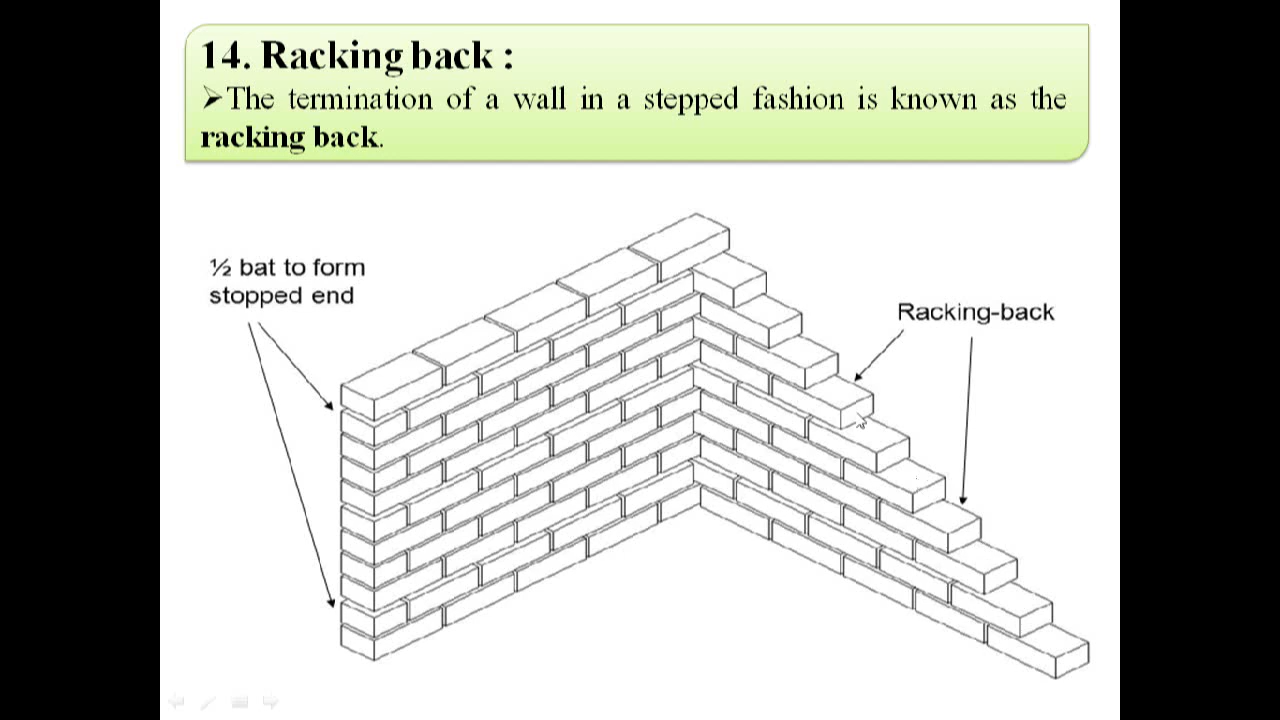 14. Racking back :
➢The termination of a wall in a stepped fashion is known as the
racking back.
½ bat to form
stopped end
Racking-back